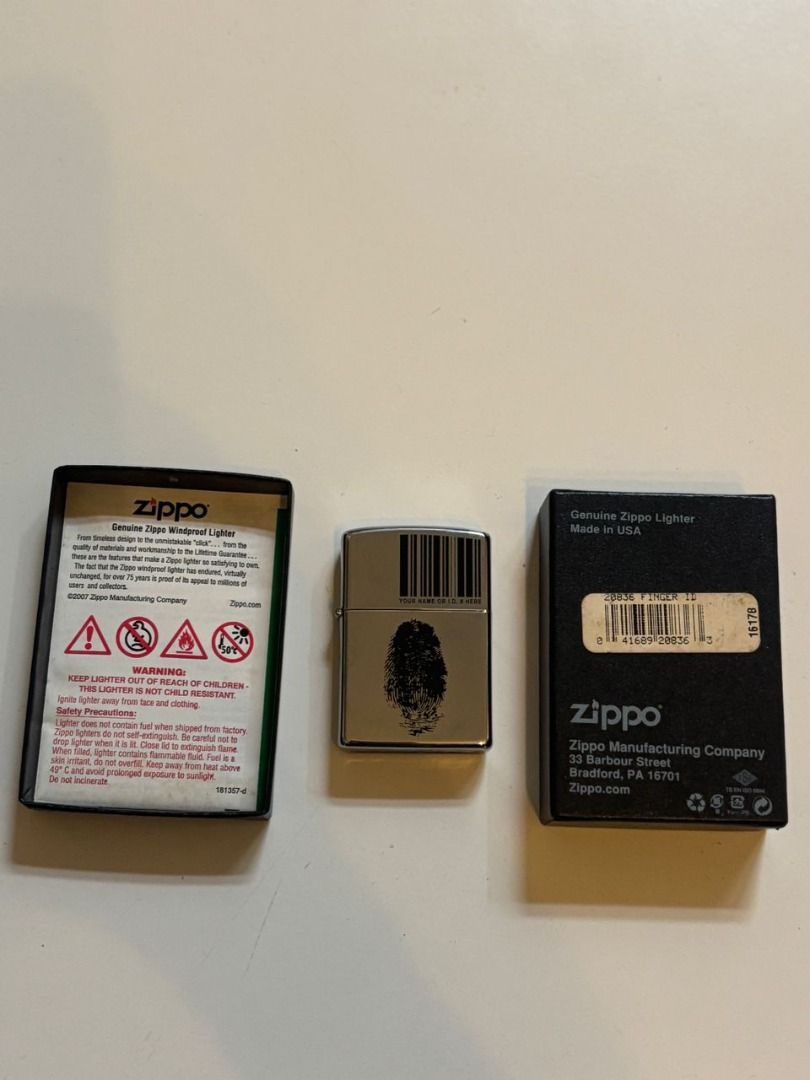 Zippo
Genuine Zippo Windproof Lighter
From timeless design to the unmistakable "click"... from the
quality of materials and workmanship to the Lifetime Guarantee...
these are the features that make a Zippo lighter so satisfying to own.
The fact that the Zippo windproof lighter has endured, virtually
unchanged, for over 75 years is proof of its appeal to millions of
users and collectors.
©2007 Zippo Manufacturing Company Zippo.com
50°C
WARNING:
KEEP LIGHTER OUT OF REACH OF CHILDREN -
THIS LIGHTER IS NOT CHILD RESISTANT.
Ignite lighter away from face and clothing.
Safety Precautions:
Lighter does not contain fuel when shipped from factory.
Zippo lighters do not self-extinguish. Be careful not to
drop lighter when it is lit. Close lid to extinguish flame.
When filled, lighter contains flammable fluid. Fuel is a
skin irritant, do not overfill. Keep away from heat above
49° C and avoid prolonged exposure to sunlight.
Do not incinerate.
181357-d
YOUR NAME OR I.D. # HERE
Genuine Zippo Lighter
Made in USA
20836 FINGER ID
0 41689 20836 3
16178
Zippo
Zippo Manufacturing Company
33 Barbour Street
Bradford, PA 16701
Zippo.com